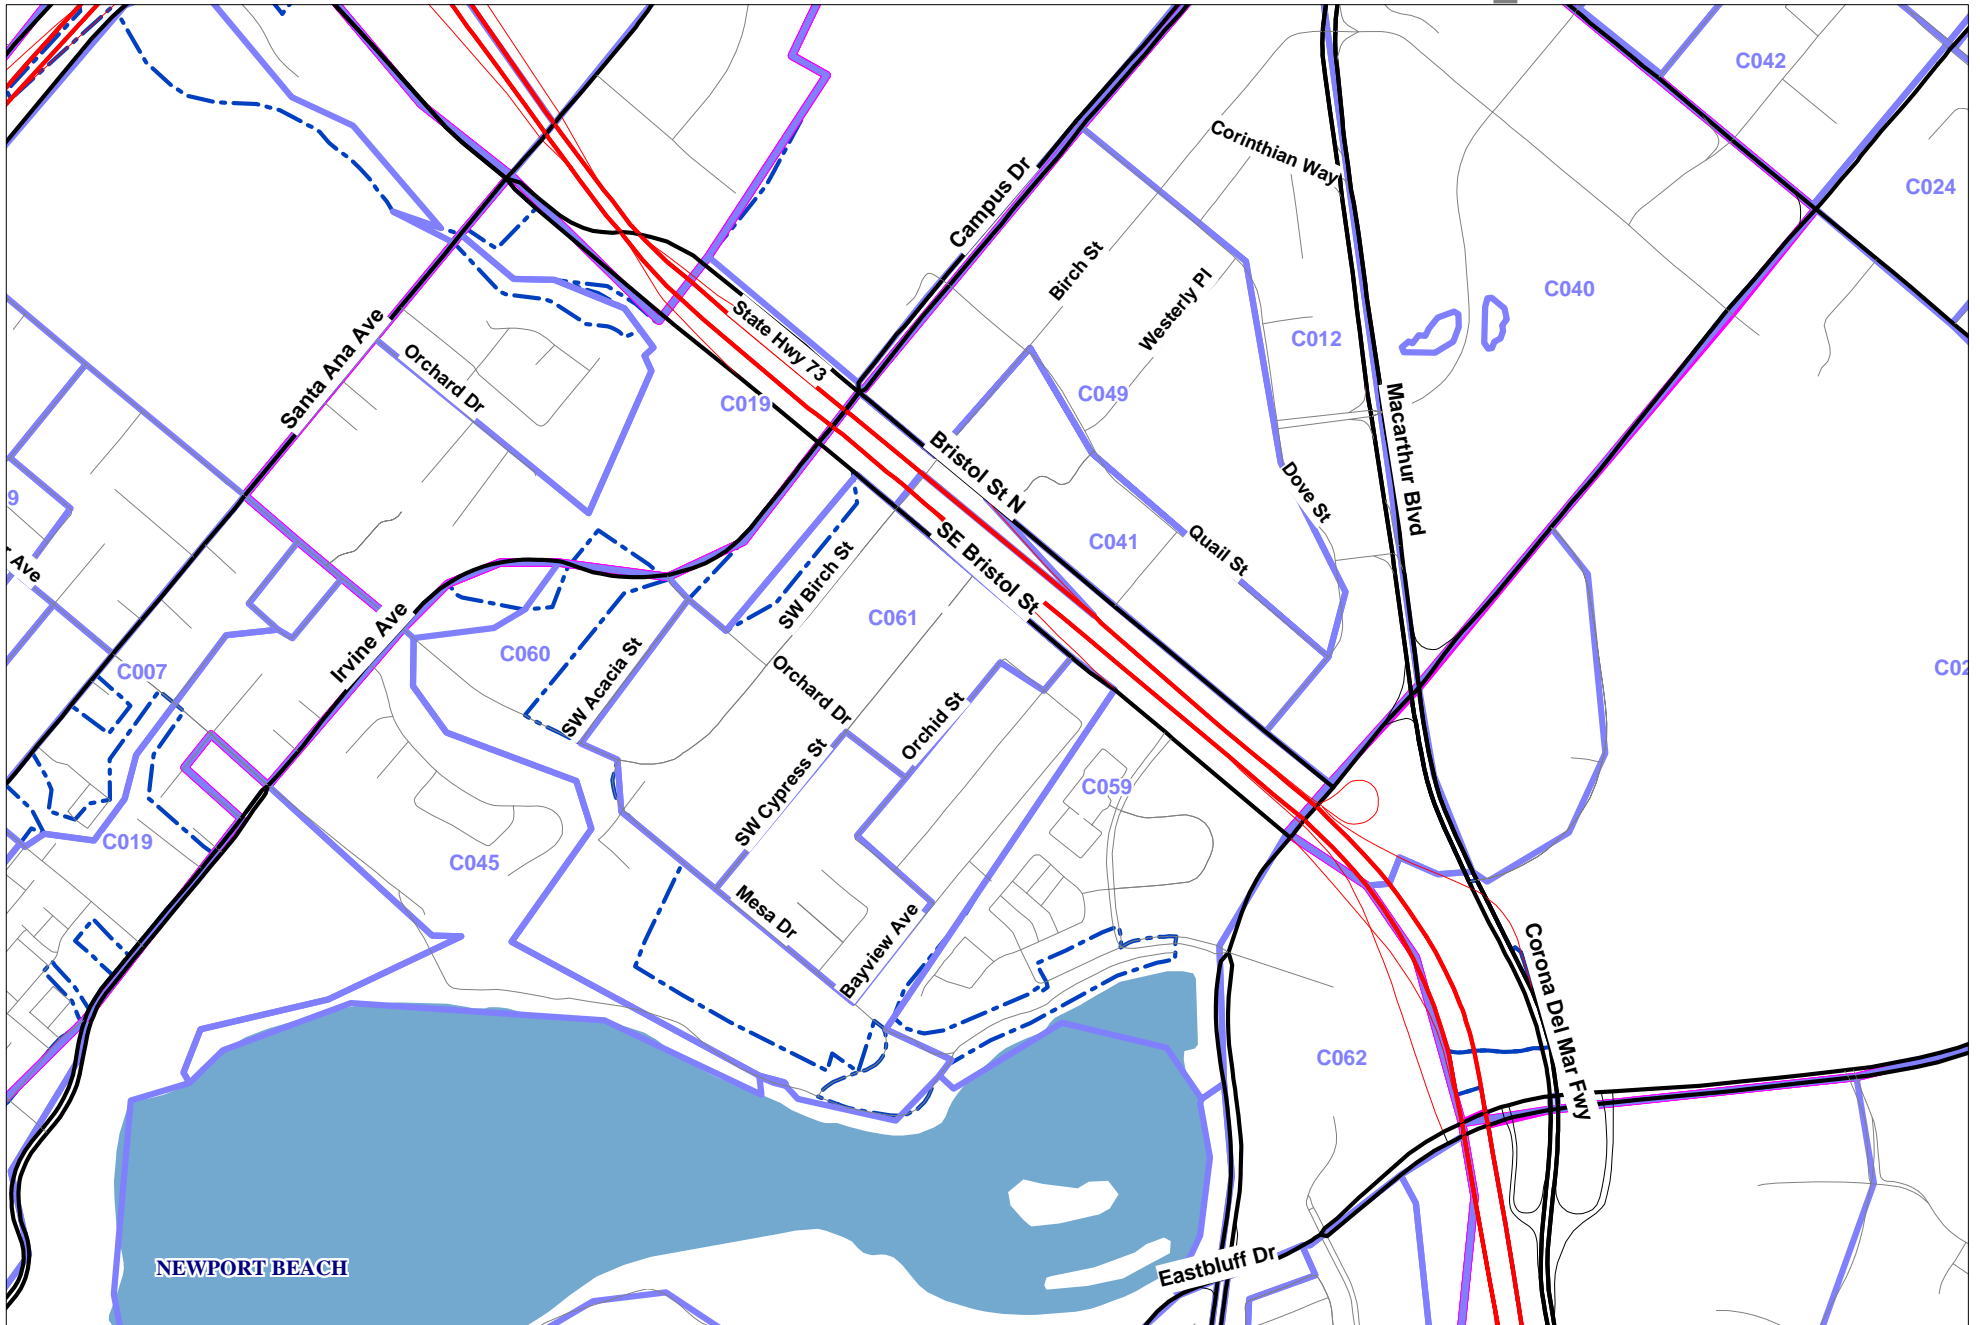 C042
Corinthian Way
C024
Campus Dr
Birch St
Westerly Pl
C040
State Hwy 73
C012
Santa Ana Ave
Orchard Dr
C019
C049
Macarthur Blvd
Bristol St N
9
Dove St
SE Bristol St
C041
Quail St
Ave
SW Birch St
C061
Irvine Ave
C060
C007
SW Acacia St
Orchard Dr
Orchid St
C02
SW Cypress St
C059
C019
C045
Mesa Dr
Bayview Ave
Corona Del Mar Fwy
C062
NEWPORT BEACH
Eastbluff Dr